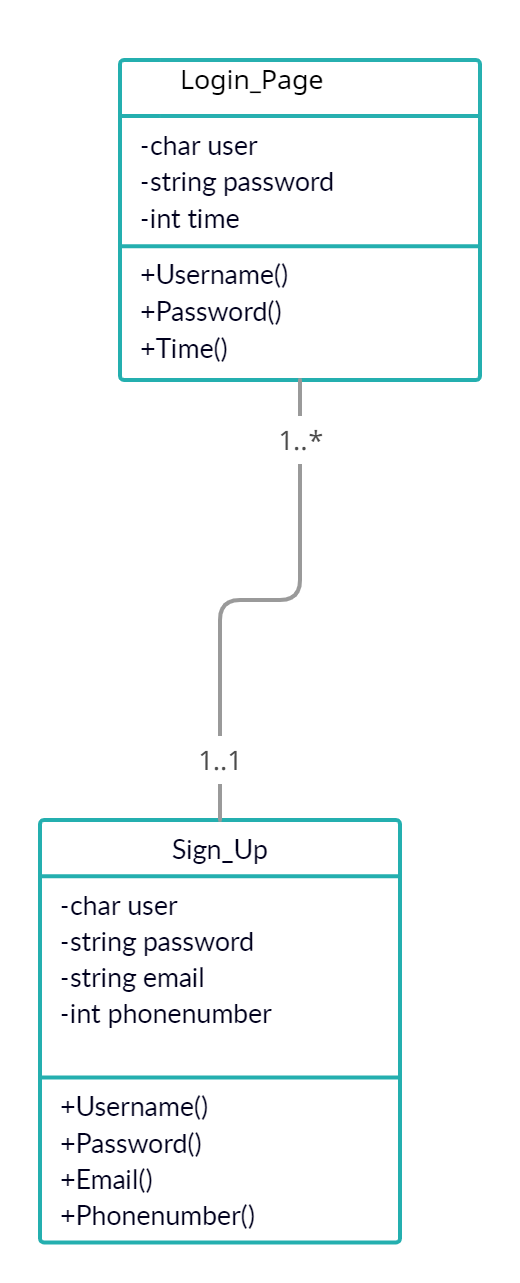 Login_Page
-char user
-string password
-int time
+Username()
+Password()
+Time()
1..*
1..1
Sign_Up
-char user
-string password
-string email
-int phonenumber
+Username()
+Password()
+Email()
+Phonenumber()